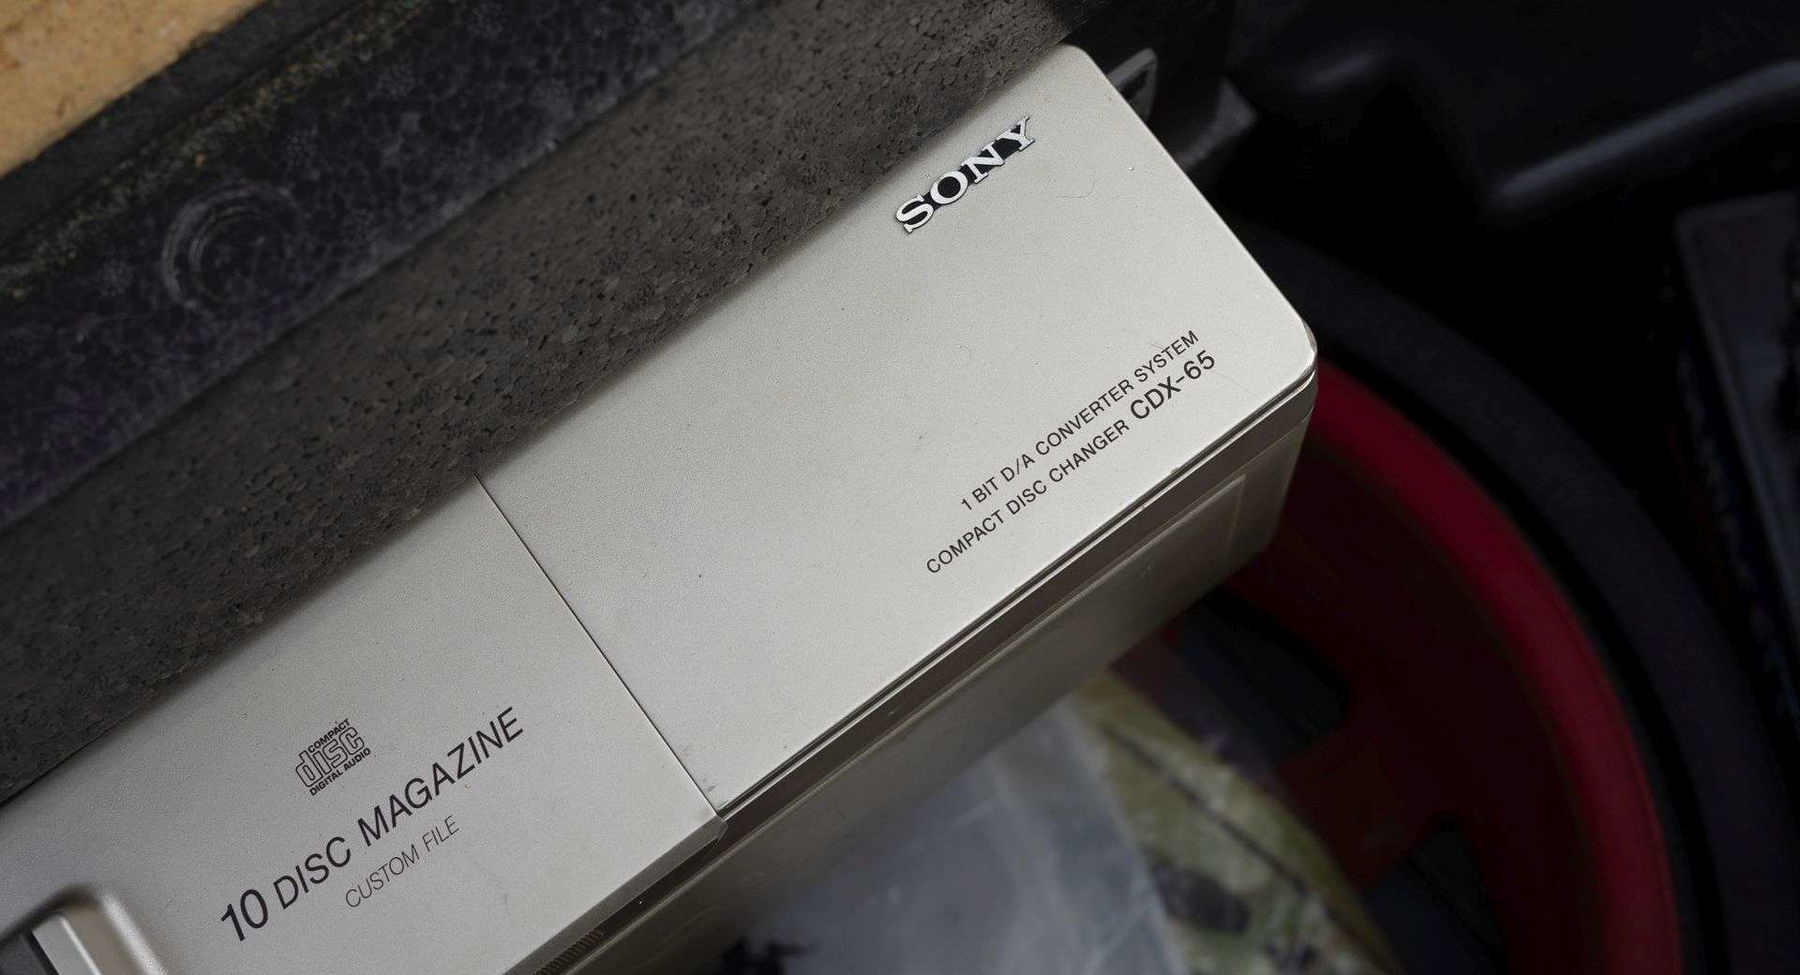 SONY
1 BIT D/A CONVERTER SYSTEM
COMPACT DISC CHANGER CDX-65
COMPACT
disc
DIGITAL AUDIO
10 DISC MAGAZINE
CUSTOM FILE